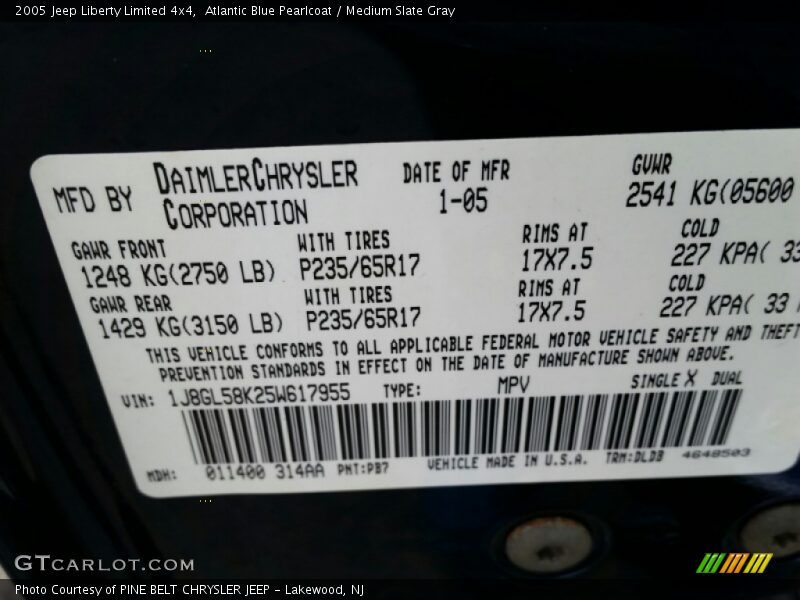 2005 Jeep Liberty Limited 4x4, Atlantic Blue Pearlcoat / Medium Slate Gray
MFD BY DAIMLERCHRYSLER CORPORATION
DATE OF MFR 1-05
GVWR 2541 KG(05600
GAWR FRONT WITH TIRES RIMS AT COLD
1248 KG(2750 LB) P235/65R17 17X7.5 227 KPA( 33
GAWR REAR WITH TIRES RIMS AT COLD
1429 KG(3150 LB) P235/65R17 17X7.5 227 KPA( 33
THIS VEHICLE CONFORMS TO ALL APPLICABLE FEDERAL MOTOR VEHICLE SAFETY AND THEFT
PREVENTION STANDARDS IN EFFECT ON THE DATE OF MANUFACTURE SHOWN ABOVE.
VIN: 1J8GL58K25W617955 TYPE: MPV SINGLE X DUAL
MDH: 011400 314AA PNT:PB7 VEHICLE MADE IN U.S.A. TRM:DLDB 4648503
GTCARLOT.COM
Photo Courtesy of PINE BELT CHRYSLER JEEP - Lakewood, NJ